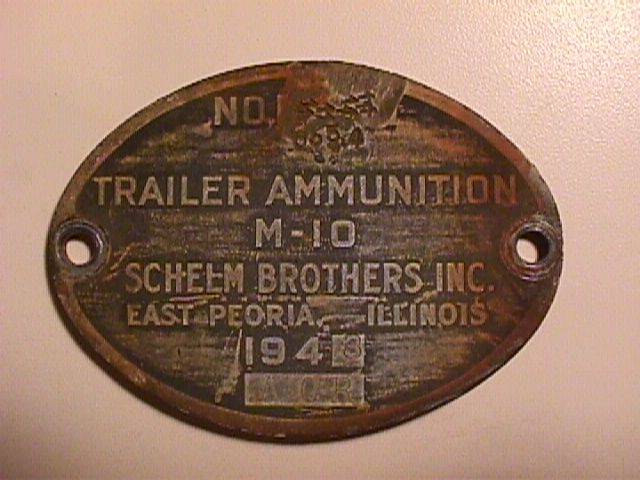 NO.
TRAILER AMMUNITION
M-10
SCHELM BROTHERS INC.
EAST PEORIA, ILLINOIS
194